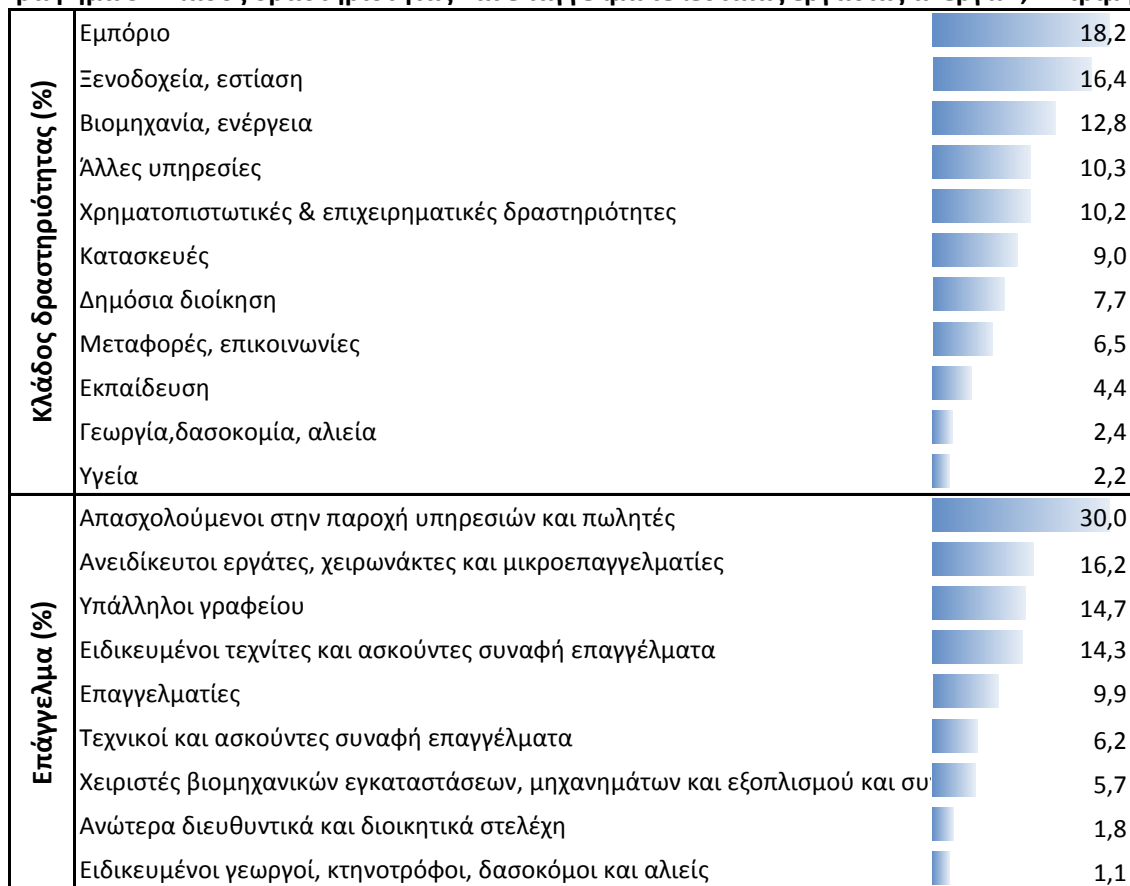 Κλάδος δραστηριότητας (%)
Εμπόριο 18,2
Ξενοδοχεία, εστίαση 16,4
Βιομηχανία, ενέργεια 12,8
Άλλες υπηρεσίες 10,3
Χρηματοπιστωτικές & επιχειρηματικές δραστηριότητες 10,2
Κατασκευές 9,0
Δημόσια διοίκηση 7,7
Μεταφορές, επικοινωνίες 6,5
Εκπαίδευση 4,4
Γεωργία,δασοκομία, αλιεία 2,4
Υγεία 2,2
Επάγγελμα (%)
Απασχολούμενοι στην παροχή υπηρεσιών και πωλητές 30,0
Ανειδίκευτοι εργάτες, χειρωνάκτες και μικροεπαγγελματίες 16,2
Υπάλληλοι γραφείου 14,7
Ειδικευμένοι τεχνίτες και ασκούντες συναφή επαγγέλματα 14,3
Επαγγελματίες 9,9
Τεχνικοί και ασκούντες συναφή επαγγέλματα 6,2
Χειριστές βιομηχανικών εγκαταστάσεων, μηχανημάτων και εξοπλισμού και 5,7
Ανώτερα διευθυντικά και διοικητικά στελέχη 1,8
Ειδικευμένοι γεωργοί, κτηνοτρόφοι, δασοκόμοι και αλιείς 1,1